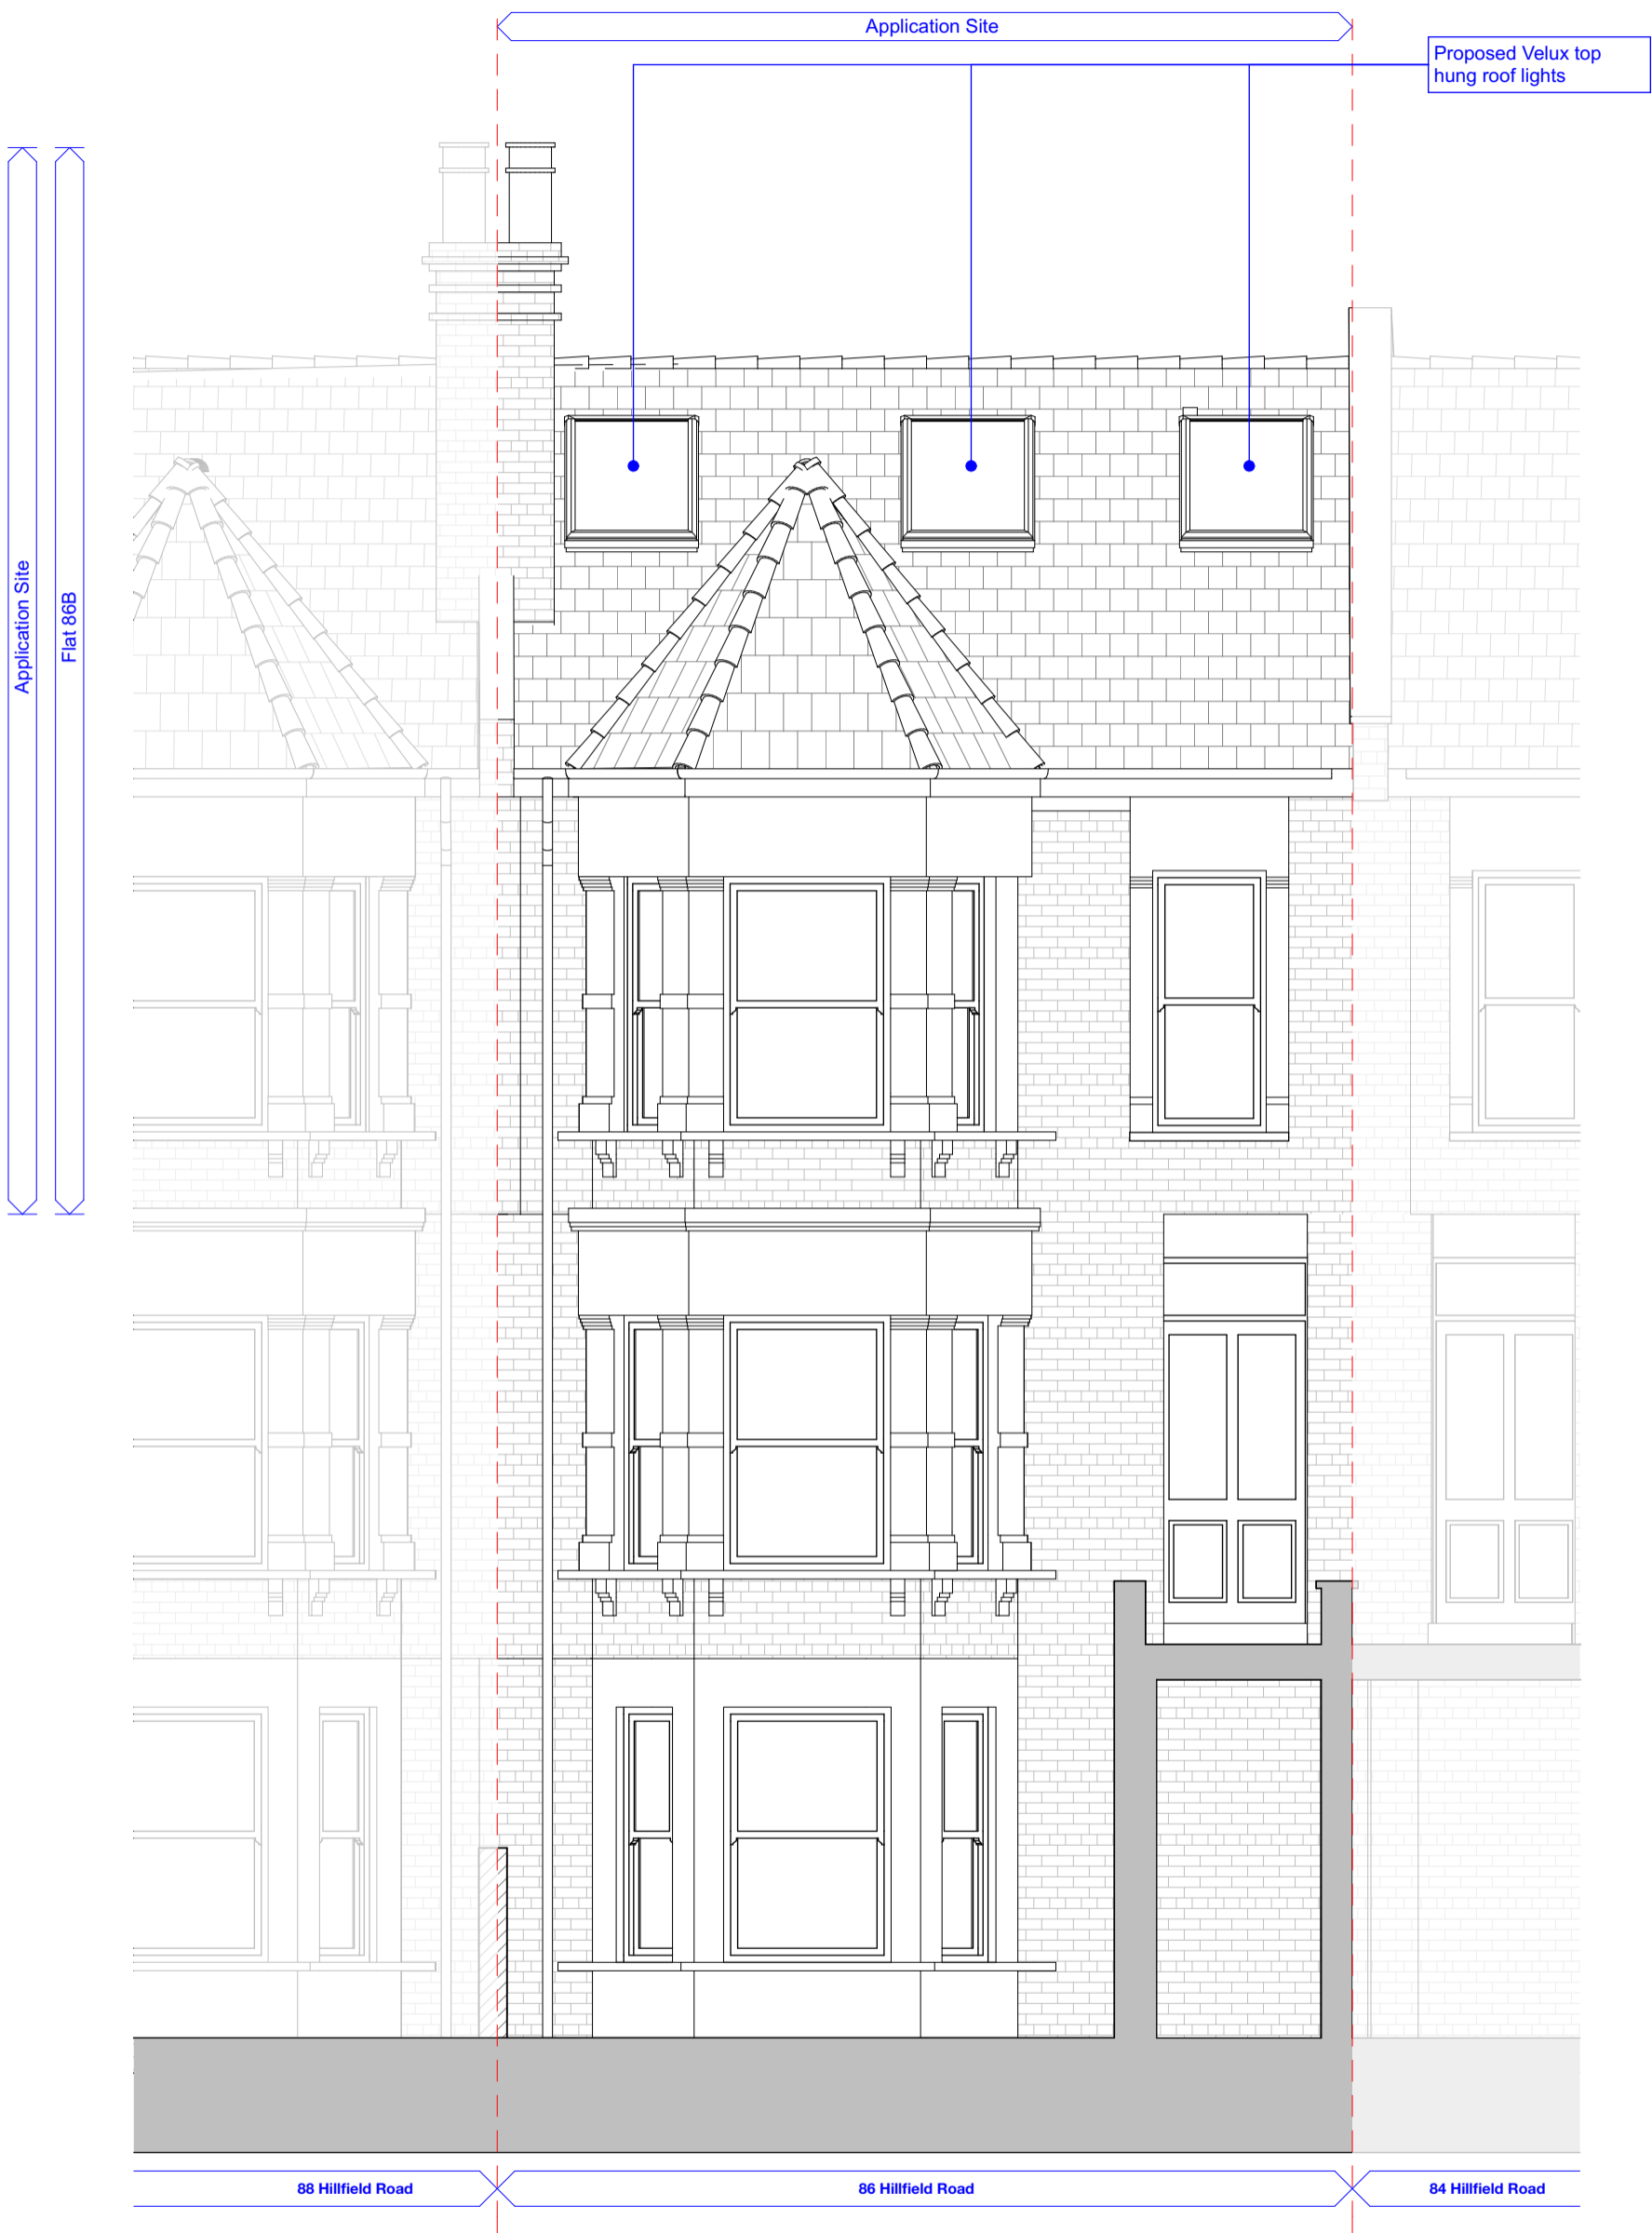 Application Site
Proposed Velux top
hung roof lights
Application Site
Flat 86B
88 Hillfield Road
86 Hillfield Road
84 Hillfield Road